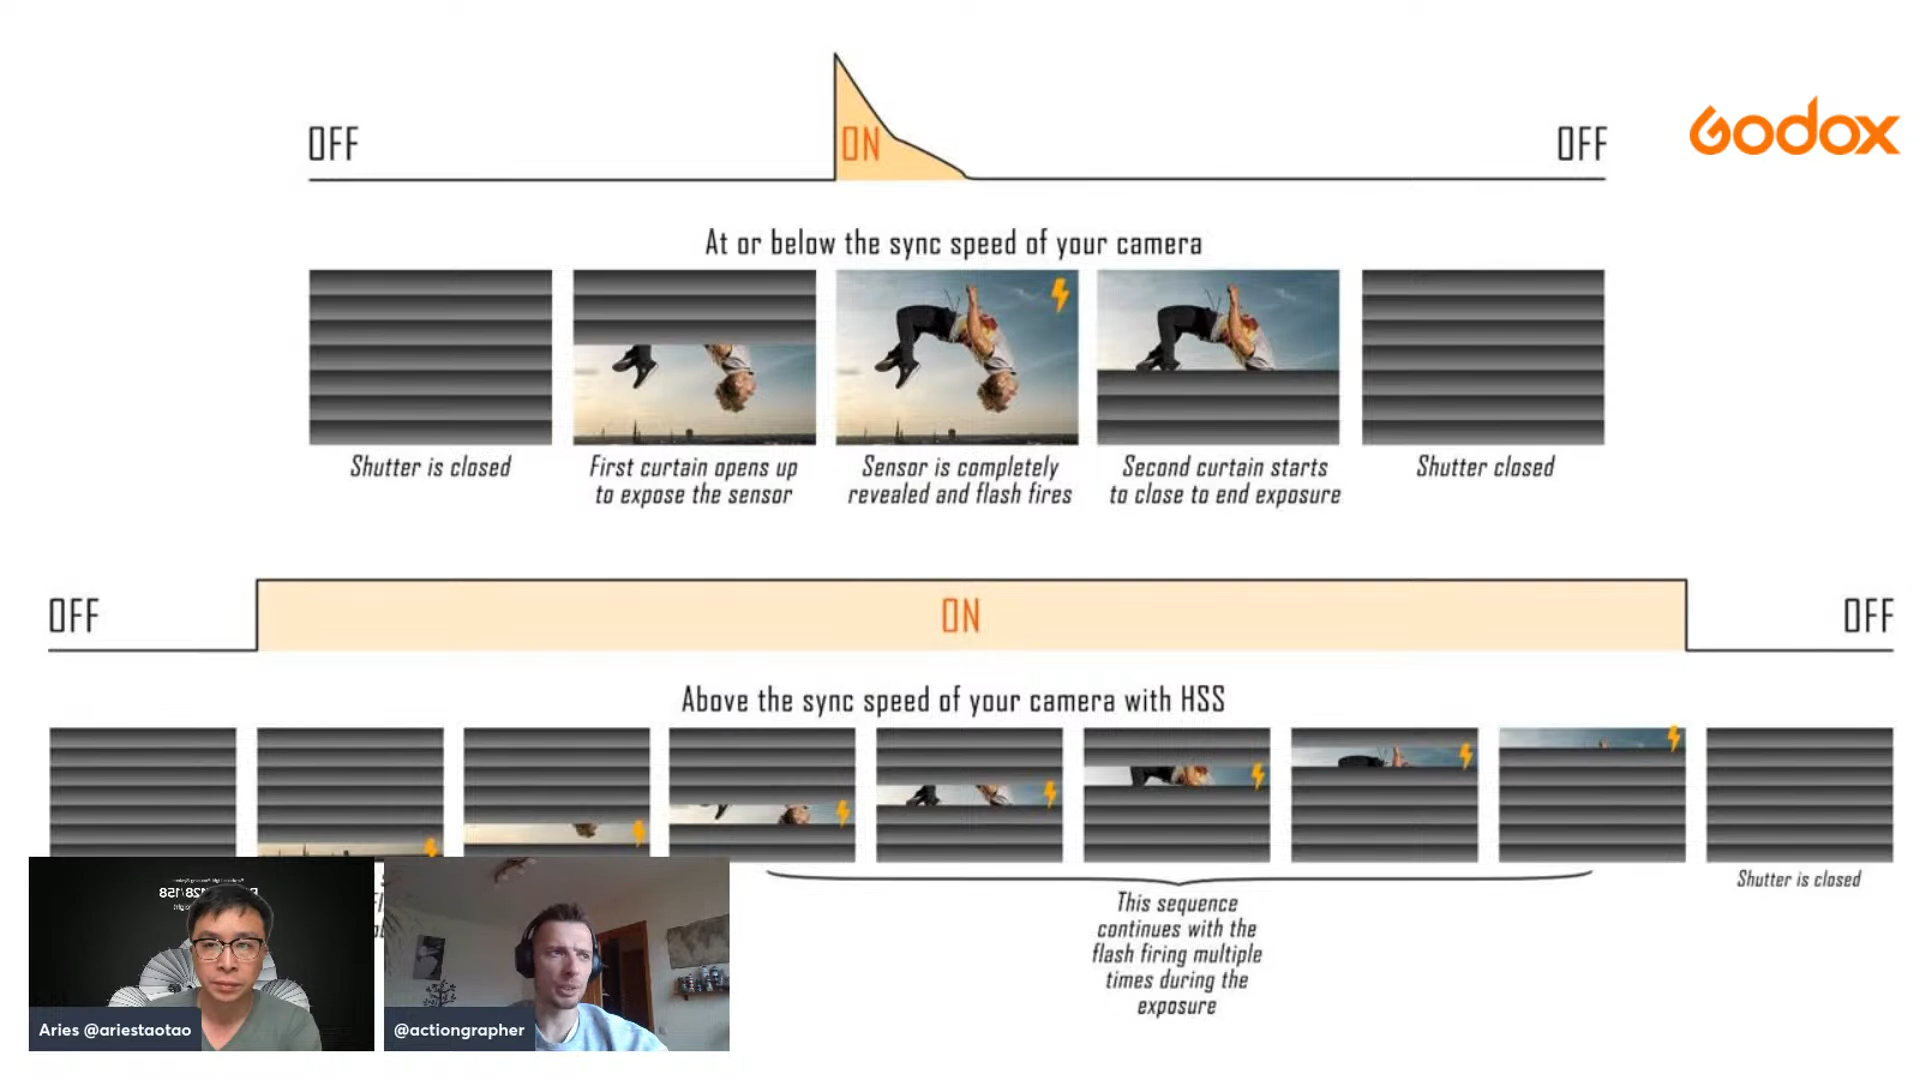 OFF
ON
OFF
Godox
At or below the sync speed of your camera
Shutter is closed
First curtain opens up
to expose the sensor
Sensor is completely
revealed and flash fires
Second curtain starts
to close to end exposure
Shutter closed
OFF
ON
OFF
Above the sync speed of your camera with HSS
Shutter is closed
This sequence
continues with the
flash firing multiple
times during the
exposure
Aries @ariestaotao
@actiongrapher